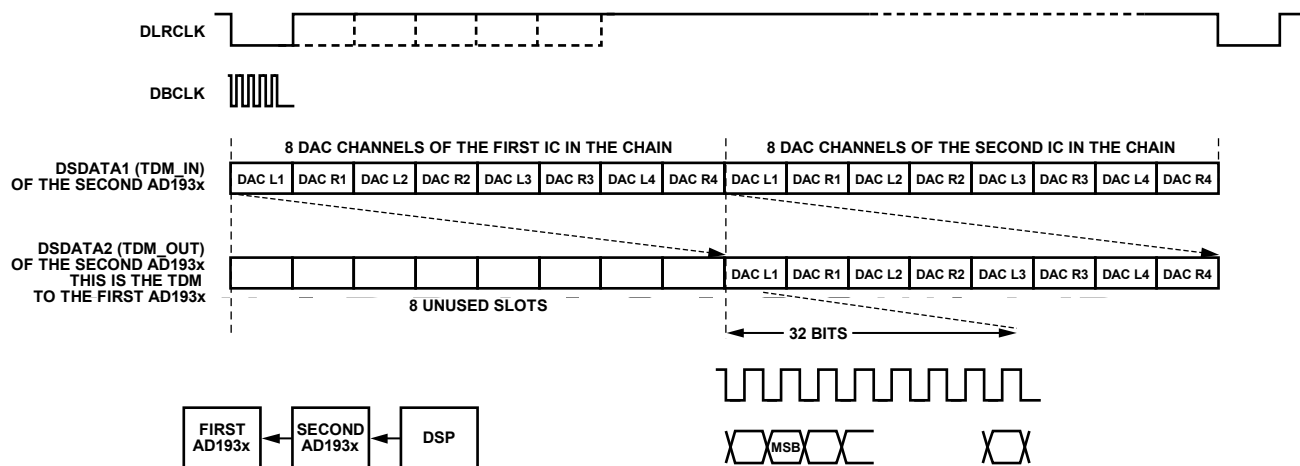 DLRCLK
DBCLK
8 DAC CHANNELS OF THE FIRST IC IN THE CHAIN
8 DAC CHANNELS OF THE SECOND IC IN THE CHAIN
DSDATA1 (TDM_IN)
OF THE SECOND AD193x
DAC L1 DAC R1 DAC L2 DAC R2 DAC L3 DAC R3 DAC L4 DAC R4 DAC L1 DAC R1 DAC L2 DAC R2 DAC L3 DAC R3 DAC L4 DAC R4
DSDATA2 (TDM_OUT)
OF THE SECOND AD193x
THIS IS THE TDM
TO THE FIRST AD193x
DAC L1 DAC R1 DAC L2 DAC R2 DAC L3 DAC R3 DAC L4 DAC R4
8 UNUSED SLOTS
32 BITS
FIRST
AD193x
SECOND
AD193x
DSP
MSB